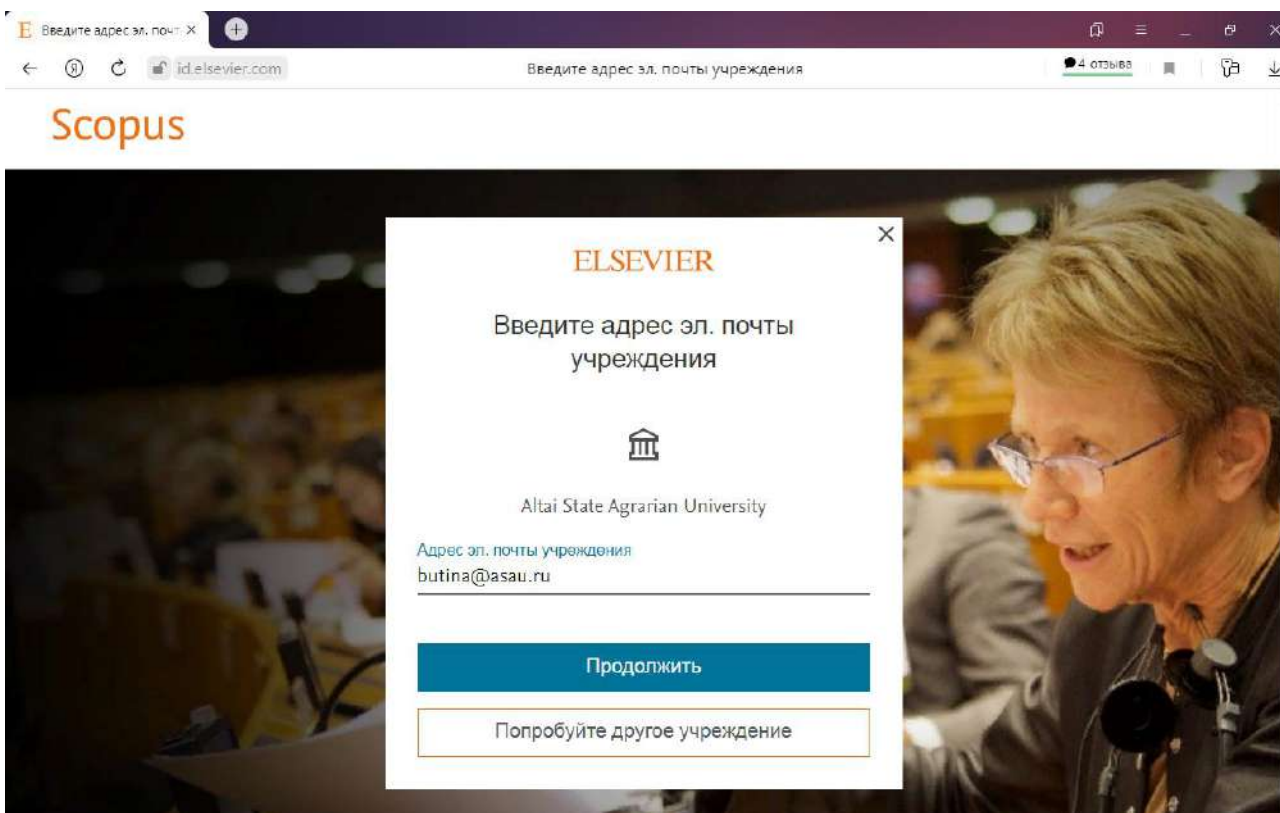 E Введите адрес эл. почт
id.elsevier.com
Введите адрес эл. почты учреждения
4 отзыва
Scopus
ELSEVIER
Введите адрес эл. почты
учреждения
Altai State Agrarian University
Адрес эл. почты учреждения
butina@asau.ru
Продолжить
Попробуйте другое учреждение